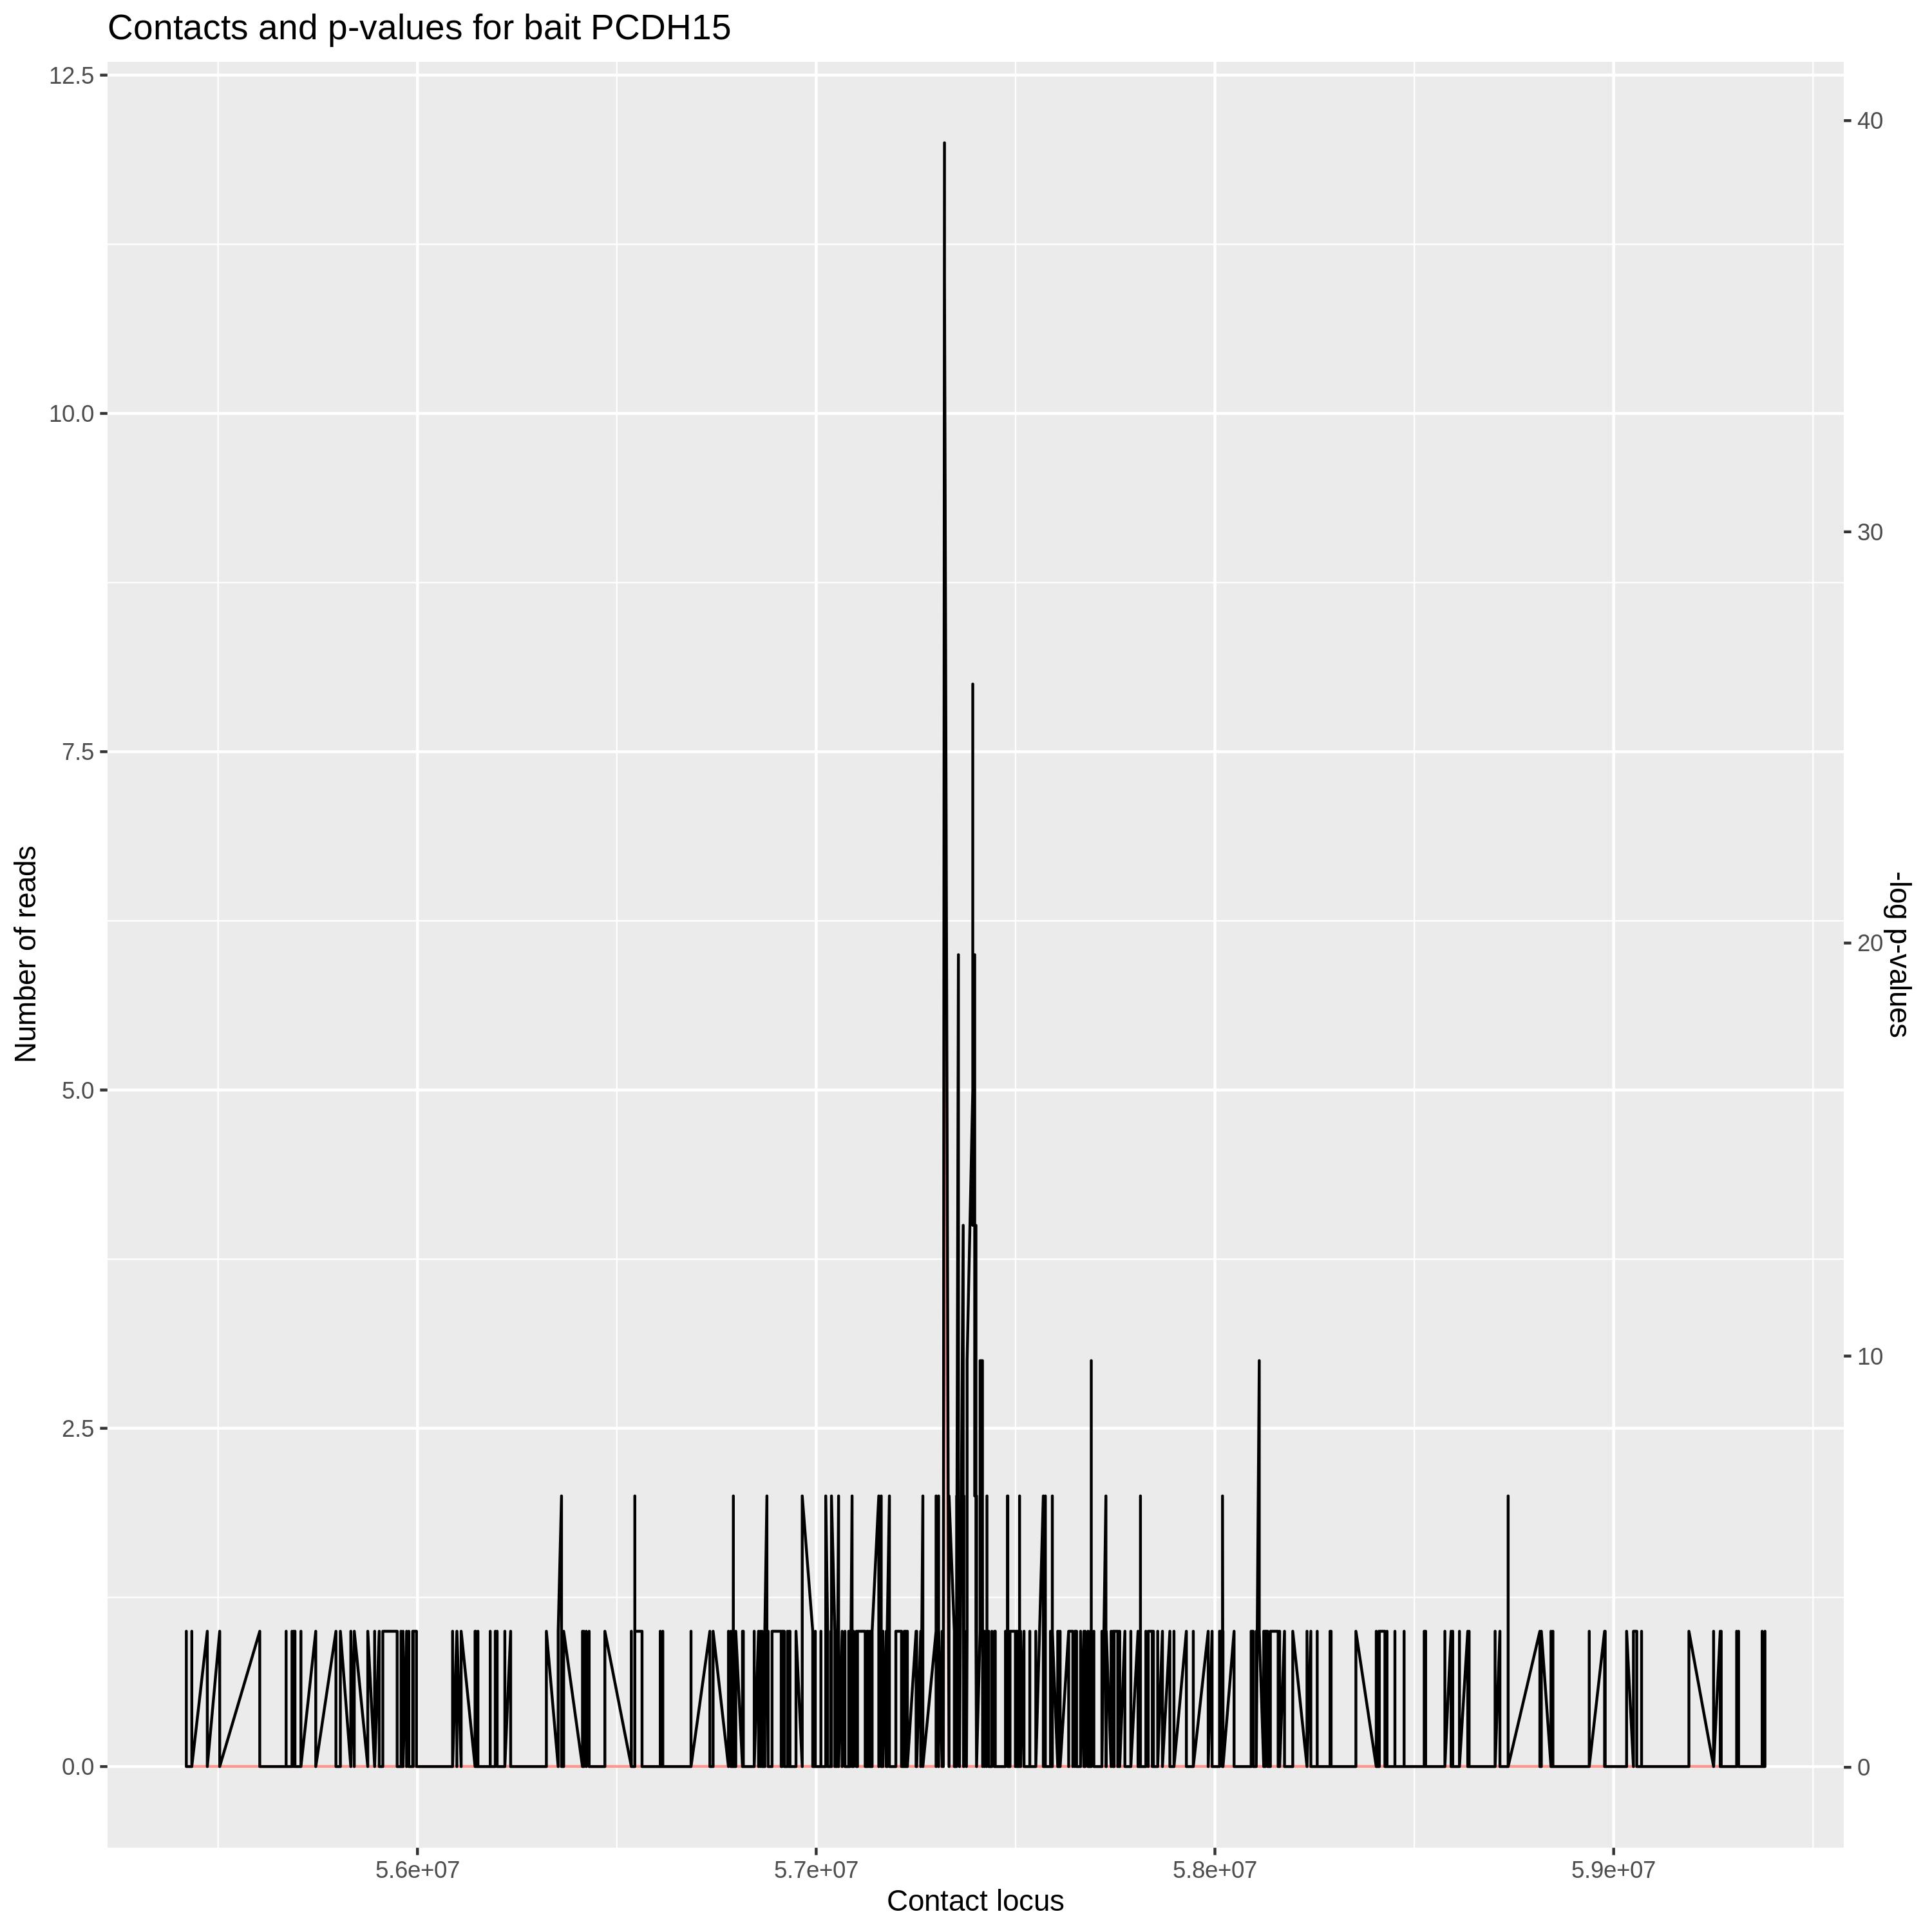 Contacts and p-values for bait PCDH15
12.5
10.0
7.5
5.0
2.5
0.0
Number of reads
40
30
20
10
0
-log p-values
5.6e+07 5.7e+07 5.8e+07 5.9e+07
Contact locus